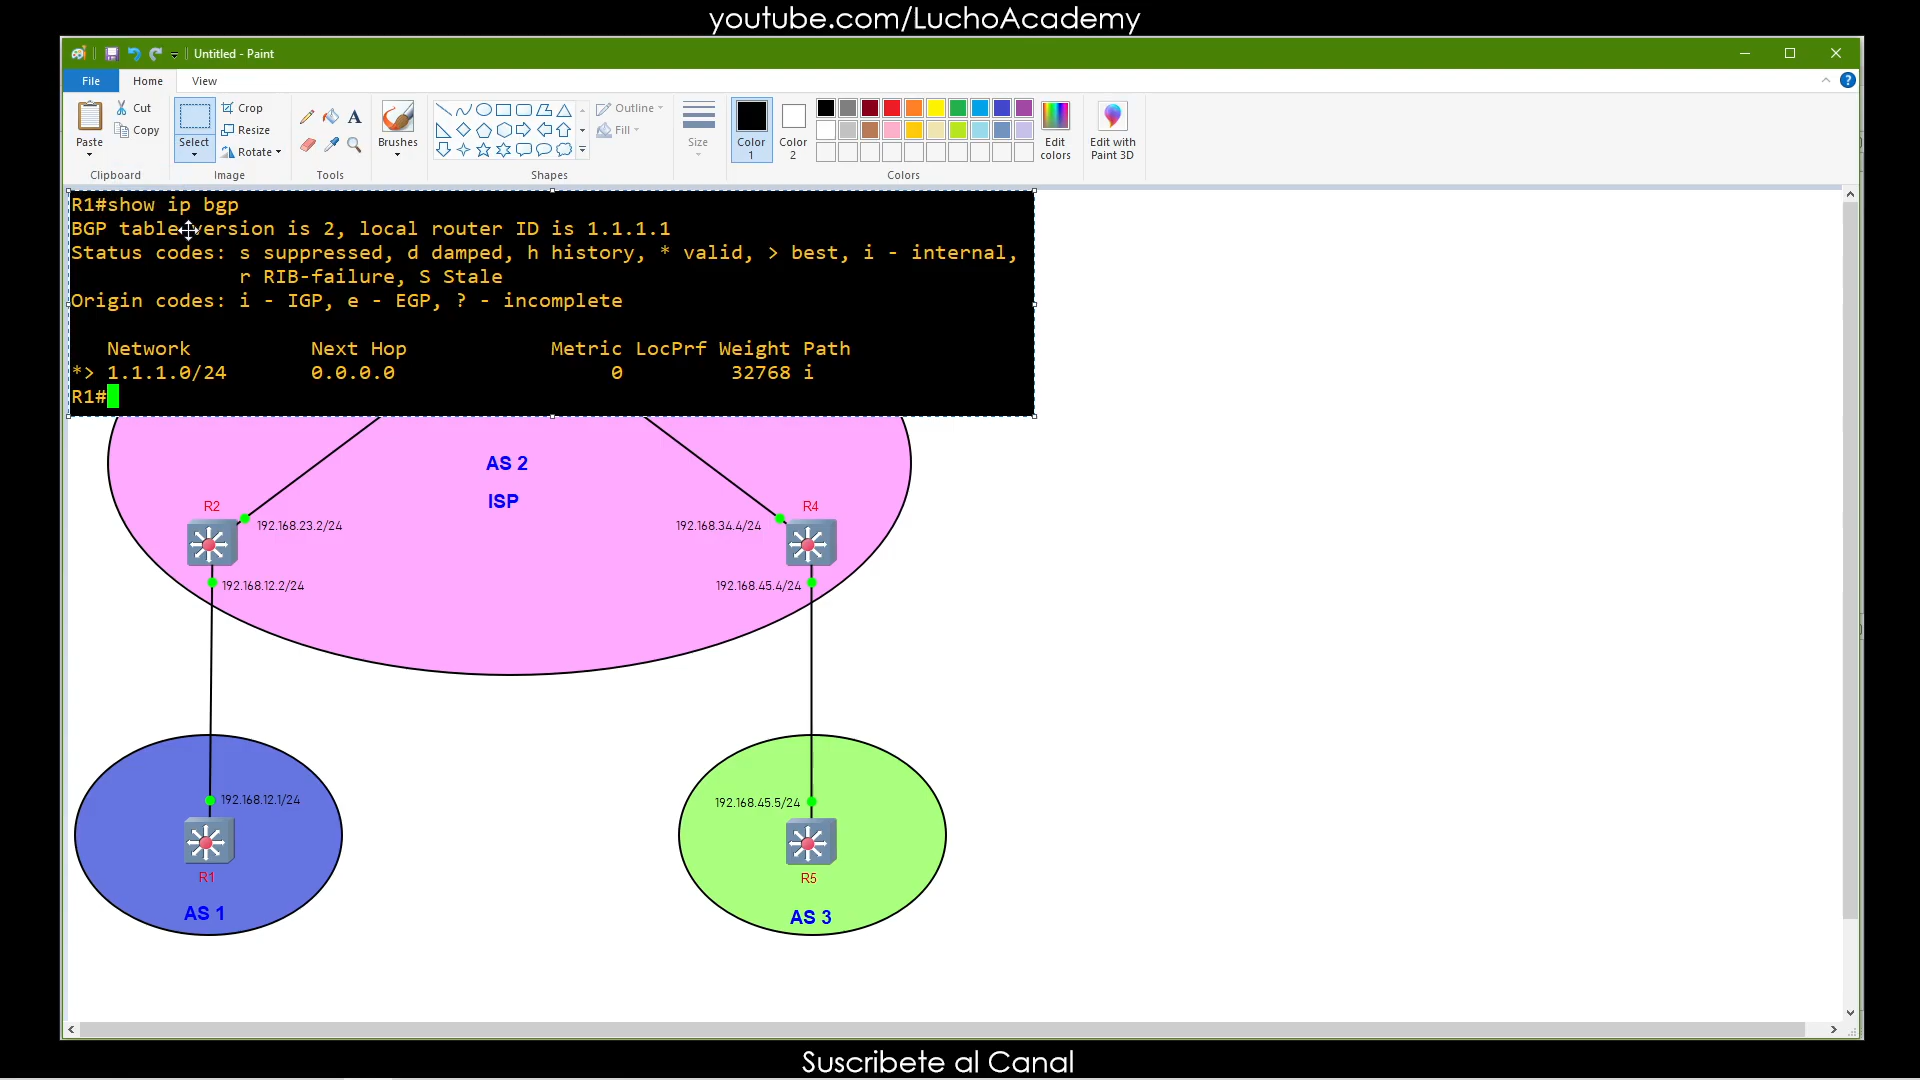 youtube.com/LuchoAcademy
Untitled - Paint
File Home View
Paste
Cut
Copy
Clipboard
Select
Crop
Resize
Rotate
Image
Tools
Brushes
Outline
Fill
Shapes
Size
Color 1
Color 2
Edit colors
Colors
Edit with Paint 3D
R1#show ip bgp
BGP table version is 2, local router ID is 1.1.1.1
Status codes: s suppressed, d damped, h history, * valid, > best, i - internal,
r RIB-failure, S Stale
Origin codes: i - IGP, e - EGP, ? - incomplete
Network Next Hop Metric LocPrf Weight Path
*> 1.1.1.0/24 0.0.0.0 0 32768 i
R1#
AS 2
ISP
R2
192.168.23.2/24
192.168.12.2/24
R4
192.168.34.4/24
192.168.45.4/24
192.168.12.1/24
R1
AS 1
192.168.45.5/24
R5
AS 3
Suscribete al Canal